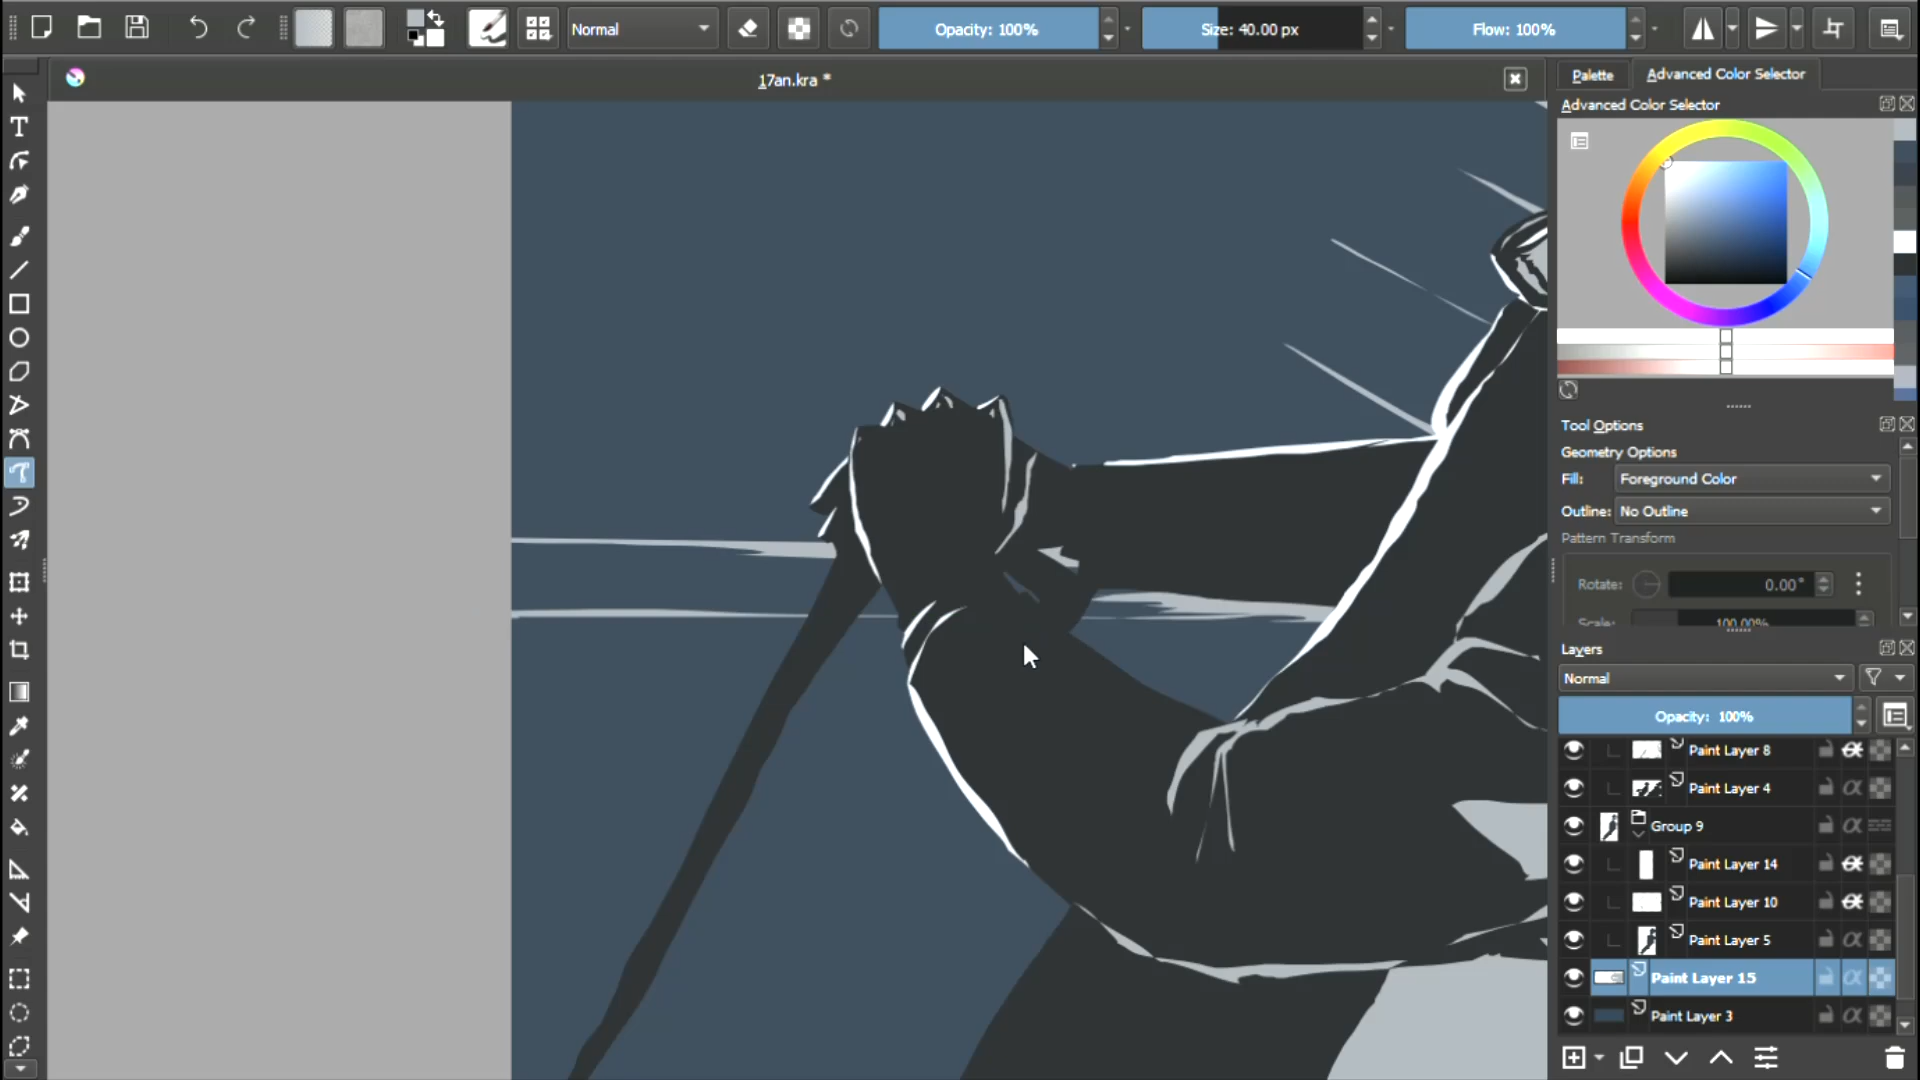 Normal
Opacity: 100%
Size: 40.00 px
Flow: 100%
17an.kra *
Palette
Advanced Color Selector
Advanced Color Selector
Tool Options
Geometry Options
Fill: Foreground Color
Outline: No Outline
Pattern Transform
Rotate: 0.00°
Scale: 100.00%
Layers
Normal
Opacity: 100%
Paint Layer 8
Paint Layer 4
Group 9
Paint Layer 14
Paint Layer 10
Paint Layer 5
Paint Layer 15
Paint Layer 3